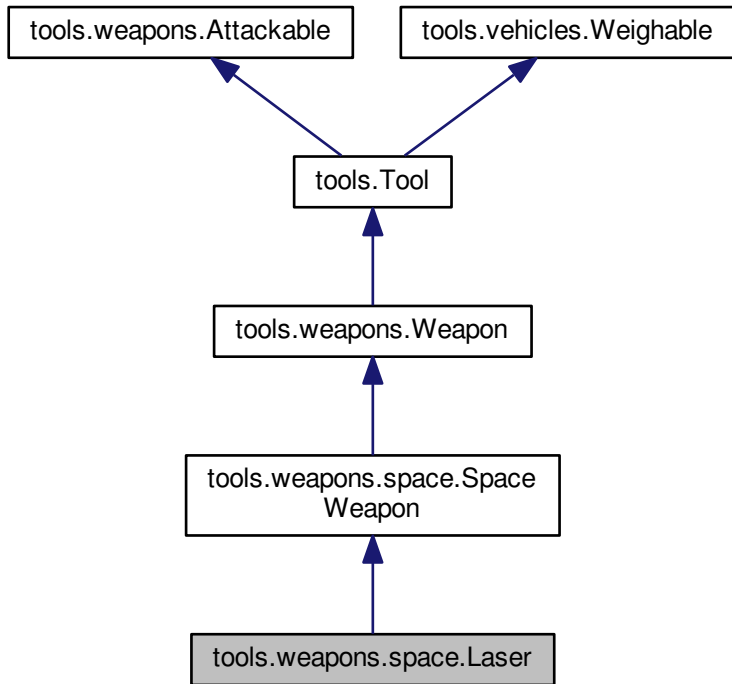 tools.weapons.Attackable
tools.vehicles.Weighable
tools.Tool
tools.weapons.Weapon
tools.weapons.space.Space
Weapon
tools.weapons.space.Laser